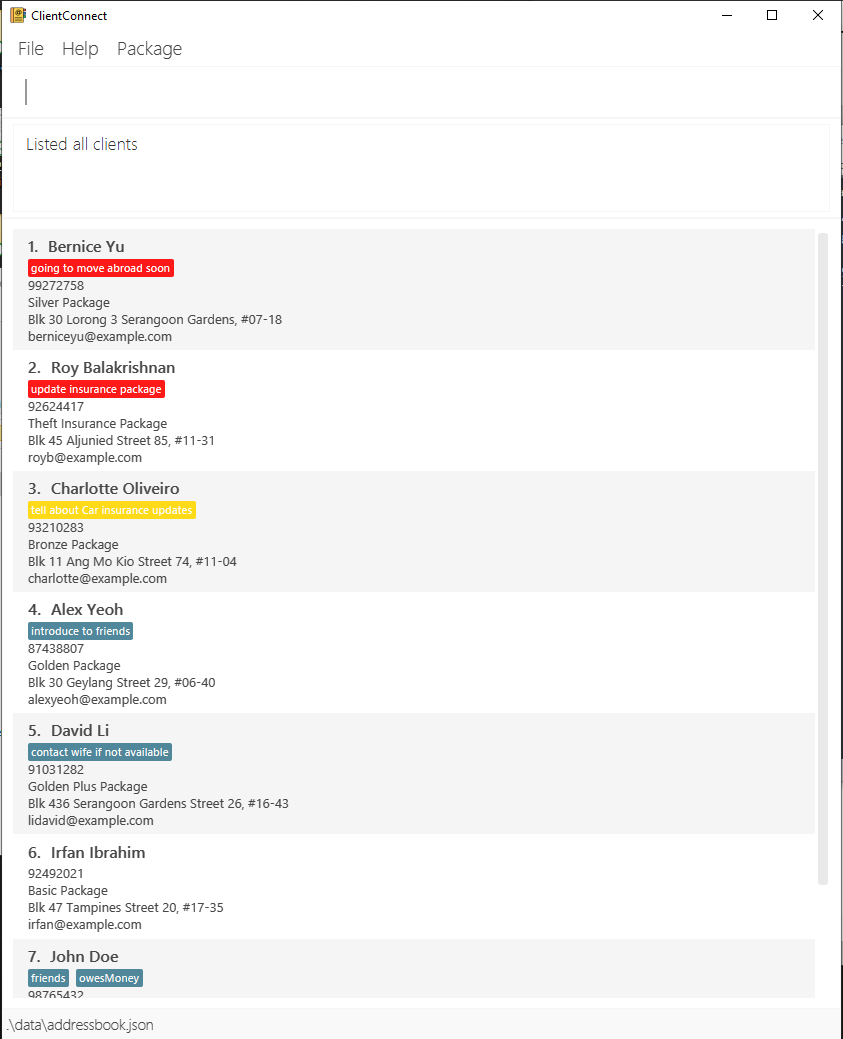 ClientConnect
File Help Package
Listed all clients
1. Bernice Yu
going to move abroad soon
99272758
Silver Package
Blk 30 Lorong 3 Serangoon Gardens, #07-18
berniceyu@example.com
2. Roy Balakrishnan
update insurance package
92624417
Theft Insurance Package
Blk 45 Aljunied Street 85, #11-31
royb@example.com
3. Charlotte Oliveiro
tell about Car insurance updates
93210283
Bronze Package
Blk 11 Ang Mo Kio Street 74, #11-04
charlotte@example.com
4. Alex Yeoh
introduce to friends
87438807
Golden Package
Blk 30 Geylang Street 29, #06-40
alexyeoh@example.com
5. David Li
contact wife if not available
91031282
Golden Plus Package
Blk 436 Serangoon Gardens Street 26, #16-43
lidavid@example.com
6. Irfan Ibrahim
92492021
Basic Package
Blk 47 Tampines Street 20, #17-35
irfan@example.com
7. John Doe
friends owesMoney
98765432
.\data\addressbook.json